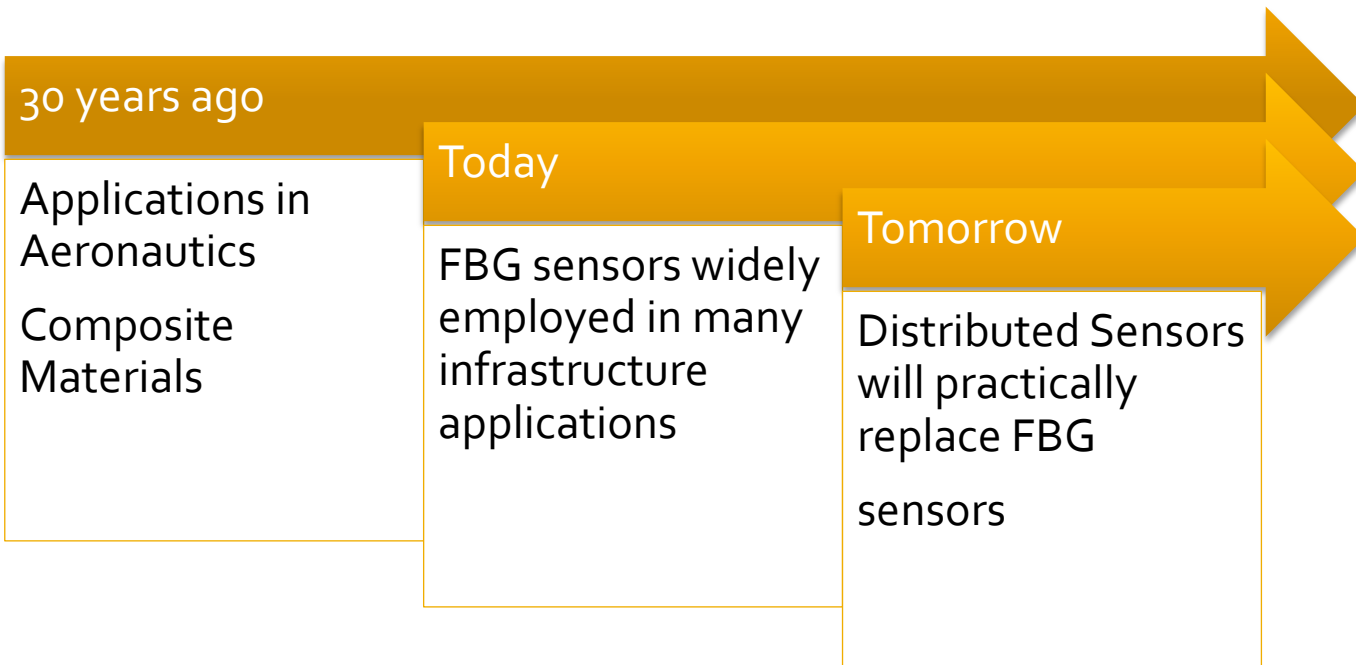 30 years ago
Applications in
Aeronautics
Composite
Materials
Today
FBG sensors widely
employed in many
infrastructure
applications
Tomorrow
Distributed Sensors
will practically
replace FBG
sensors